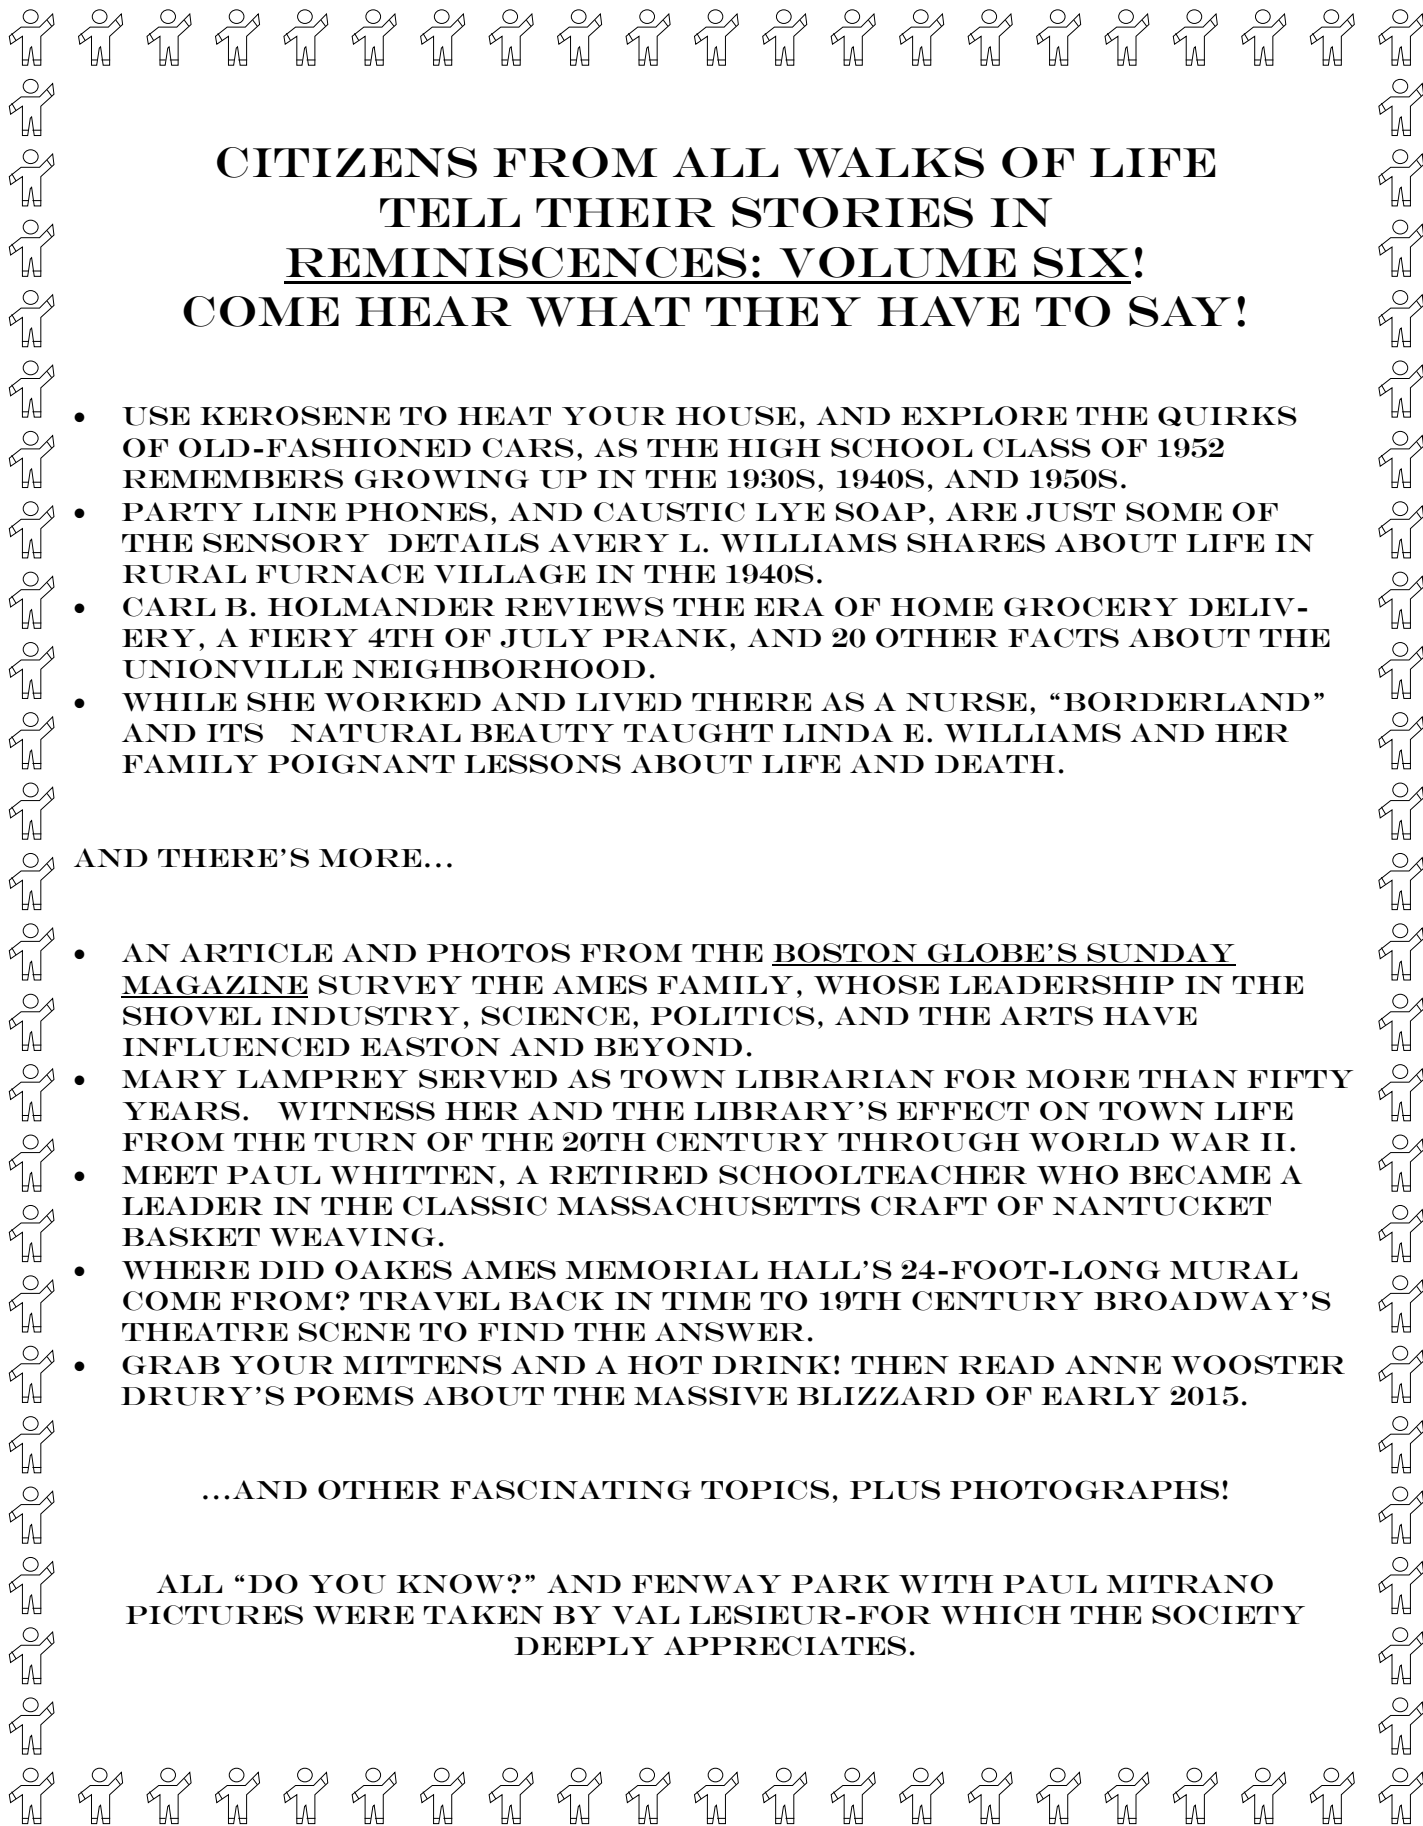 CITIZENS FROM ALL WALKS OF LIFE
TELL THEIR STORIES IN
REMINISCENCES: VOLUME SIX!
COME HEAR WHAT THEY HAVE TO SAY!
• USE KEROSENE TO HEAT YOUR HOUSE, AND EXPLORE THE QUIRKS
OF OLD-FASHIONED CARS, AS THE HIGH SCHOOL CLASS OF 1952
REMEMBERS GROWING UP IN THE 1930S, 1940S, AND 1950S.
• PARTY LINE PHONES, AND CAUSTIC LYE SOAP, ARE JUST SOME OF
THE SENSORY DETAILS AVERY L. WILLIAMS SHARES ABOUT LIFE IN
RURAL FURNACE VILLAGE IN THE 1940S.
• CARL B. HOLMANDER REVIEWS THE ERA OF HOME GROCERY DELIV-
ERY, A FIERY 4TH OF JULY PRANK, AND 20 OTHER FACTS ABOUT THE
UNIONVILLE NEIGHBORHOOD.
• WHILE SHE WORKED AND LIVED THERE AS A NURSE, “BORDERLAND”
AND ITS NATURAL BEAUTY TAUGHT LINDA E. WILLIAMS AND HER
FAMILY POIGNANT LESSONS ABOUT LIFE AND DEATH.
AND THERE’S MORE...
• AN ARTICLE AND PHOTOS FROM THE BOSTON GLOBE’S SUNDAY
MAGAZINE SURVEY THE AMES FAMILY, WHOSE LEADERSHIP IN THE
SHOVEL INDUSTRY, SCIENCE, POLITICS, AND THE ARTS HAVE
INFLUENCED EASTON AND BEYOND.
• MARY LAMPREY SERVED AS TOWN LIBRARIAN FOR MORE THAN FIFTY
YEARS. WITNESS HER AND THE LIBRARY’S EFFECT ON TOWN LIFE
FROM THE TURN OF THE 20TH CENTURY THROUGH WORLD WAR II.
• MEET PAUL WHITTEN, A RETIRED SCHOOLTEACHER WHO BECAME A
LEADER IN THE CLASSIC MASSACHUSETTS CRAFT OF NANTUCKET
BASKET WEAVING.
• WHERE DID OAKES AMES MEMORIAL HALL’S 24-FOOT-LONG MURAL
COME FROM? TRAVEL BACK IN TIME TO 19TH CENTURY BROADWAY’S
THEATRE SCENE TO FIND THE ANSWER.
• GRAB YOUR MITTENS AND A HOT DRINK! THEN READ ANNE WOOSTER
DRURY’S POEMS ABOUT THE MASSIVE BLIZZARD OF EARLY 2015.
...AND OTHER FASCINATING TOPICS, PLUS PHOTOGRAPHS!
ALL “DO YOU KNOW?” AND FENWAY PARK WITH PAUL MITRANO
PICTURES WERE TAKEN BY VAL LESIEUR-FOR WHICH THE SOCIETY
DEEPLY APPRECIATES.